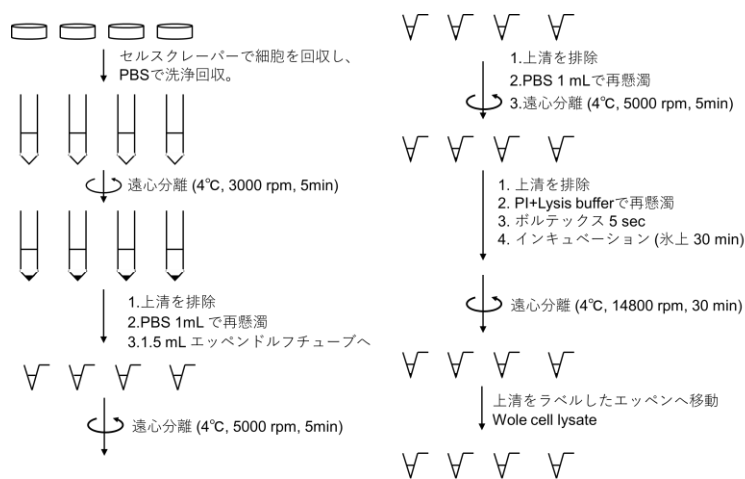 セルスクレーパーで細胞を回収し、
PBSで洗浄回収。
遠心分離 (4℃, 3000 rpm, 5min)
1.上清を排除
2.PBS 1mL で再懸濁
3.1.5 mL エッペンドルフチューブへ
遠心分離 (4℃, 5000 rpm, 5min)
1.上清を排除
2.PBS 1 mLで再懸濁
3.遠心分離 (4℃, 5000 rpm, 5min)
1. 上清を排除
2. PI+Lysis bufferで再懸濁
3. ボルテックス 5 sec
4. インキュベーション (氷上 30 min)
遠心分離 (4℃, 14800 rpm, 30 min)
上清をラベルしたエッペンへ移動
Wole cell lysate